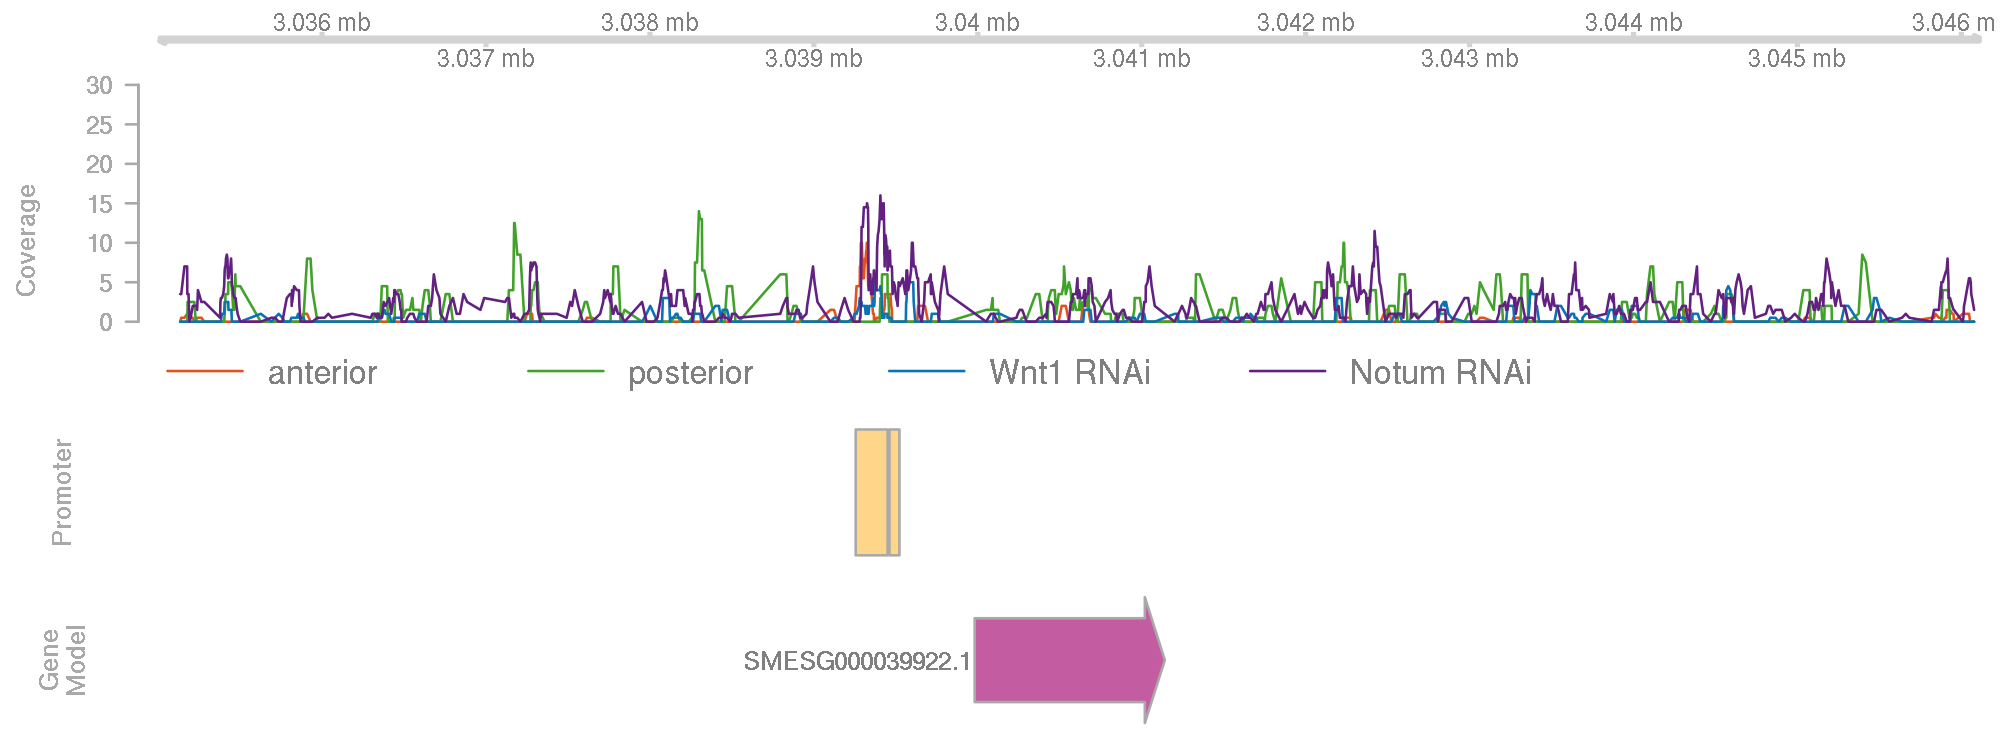 3.036 mb 3.038 mb 3.04 mb 3.042 mb 3.044 mb 3.046 m
3.037 mb 3.039 mb 3.041 mb 3.043 mb 3.045 mb
Coverage
30
25
20
15
10
5
0
anterior posterior Wnt1 RNAi Notum RNAi
Promoter
Gene
Model
SMESG000039922.1